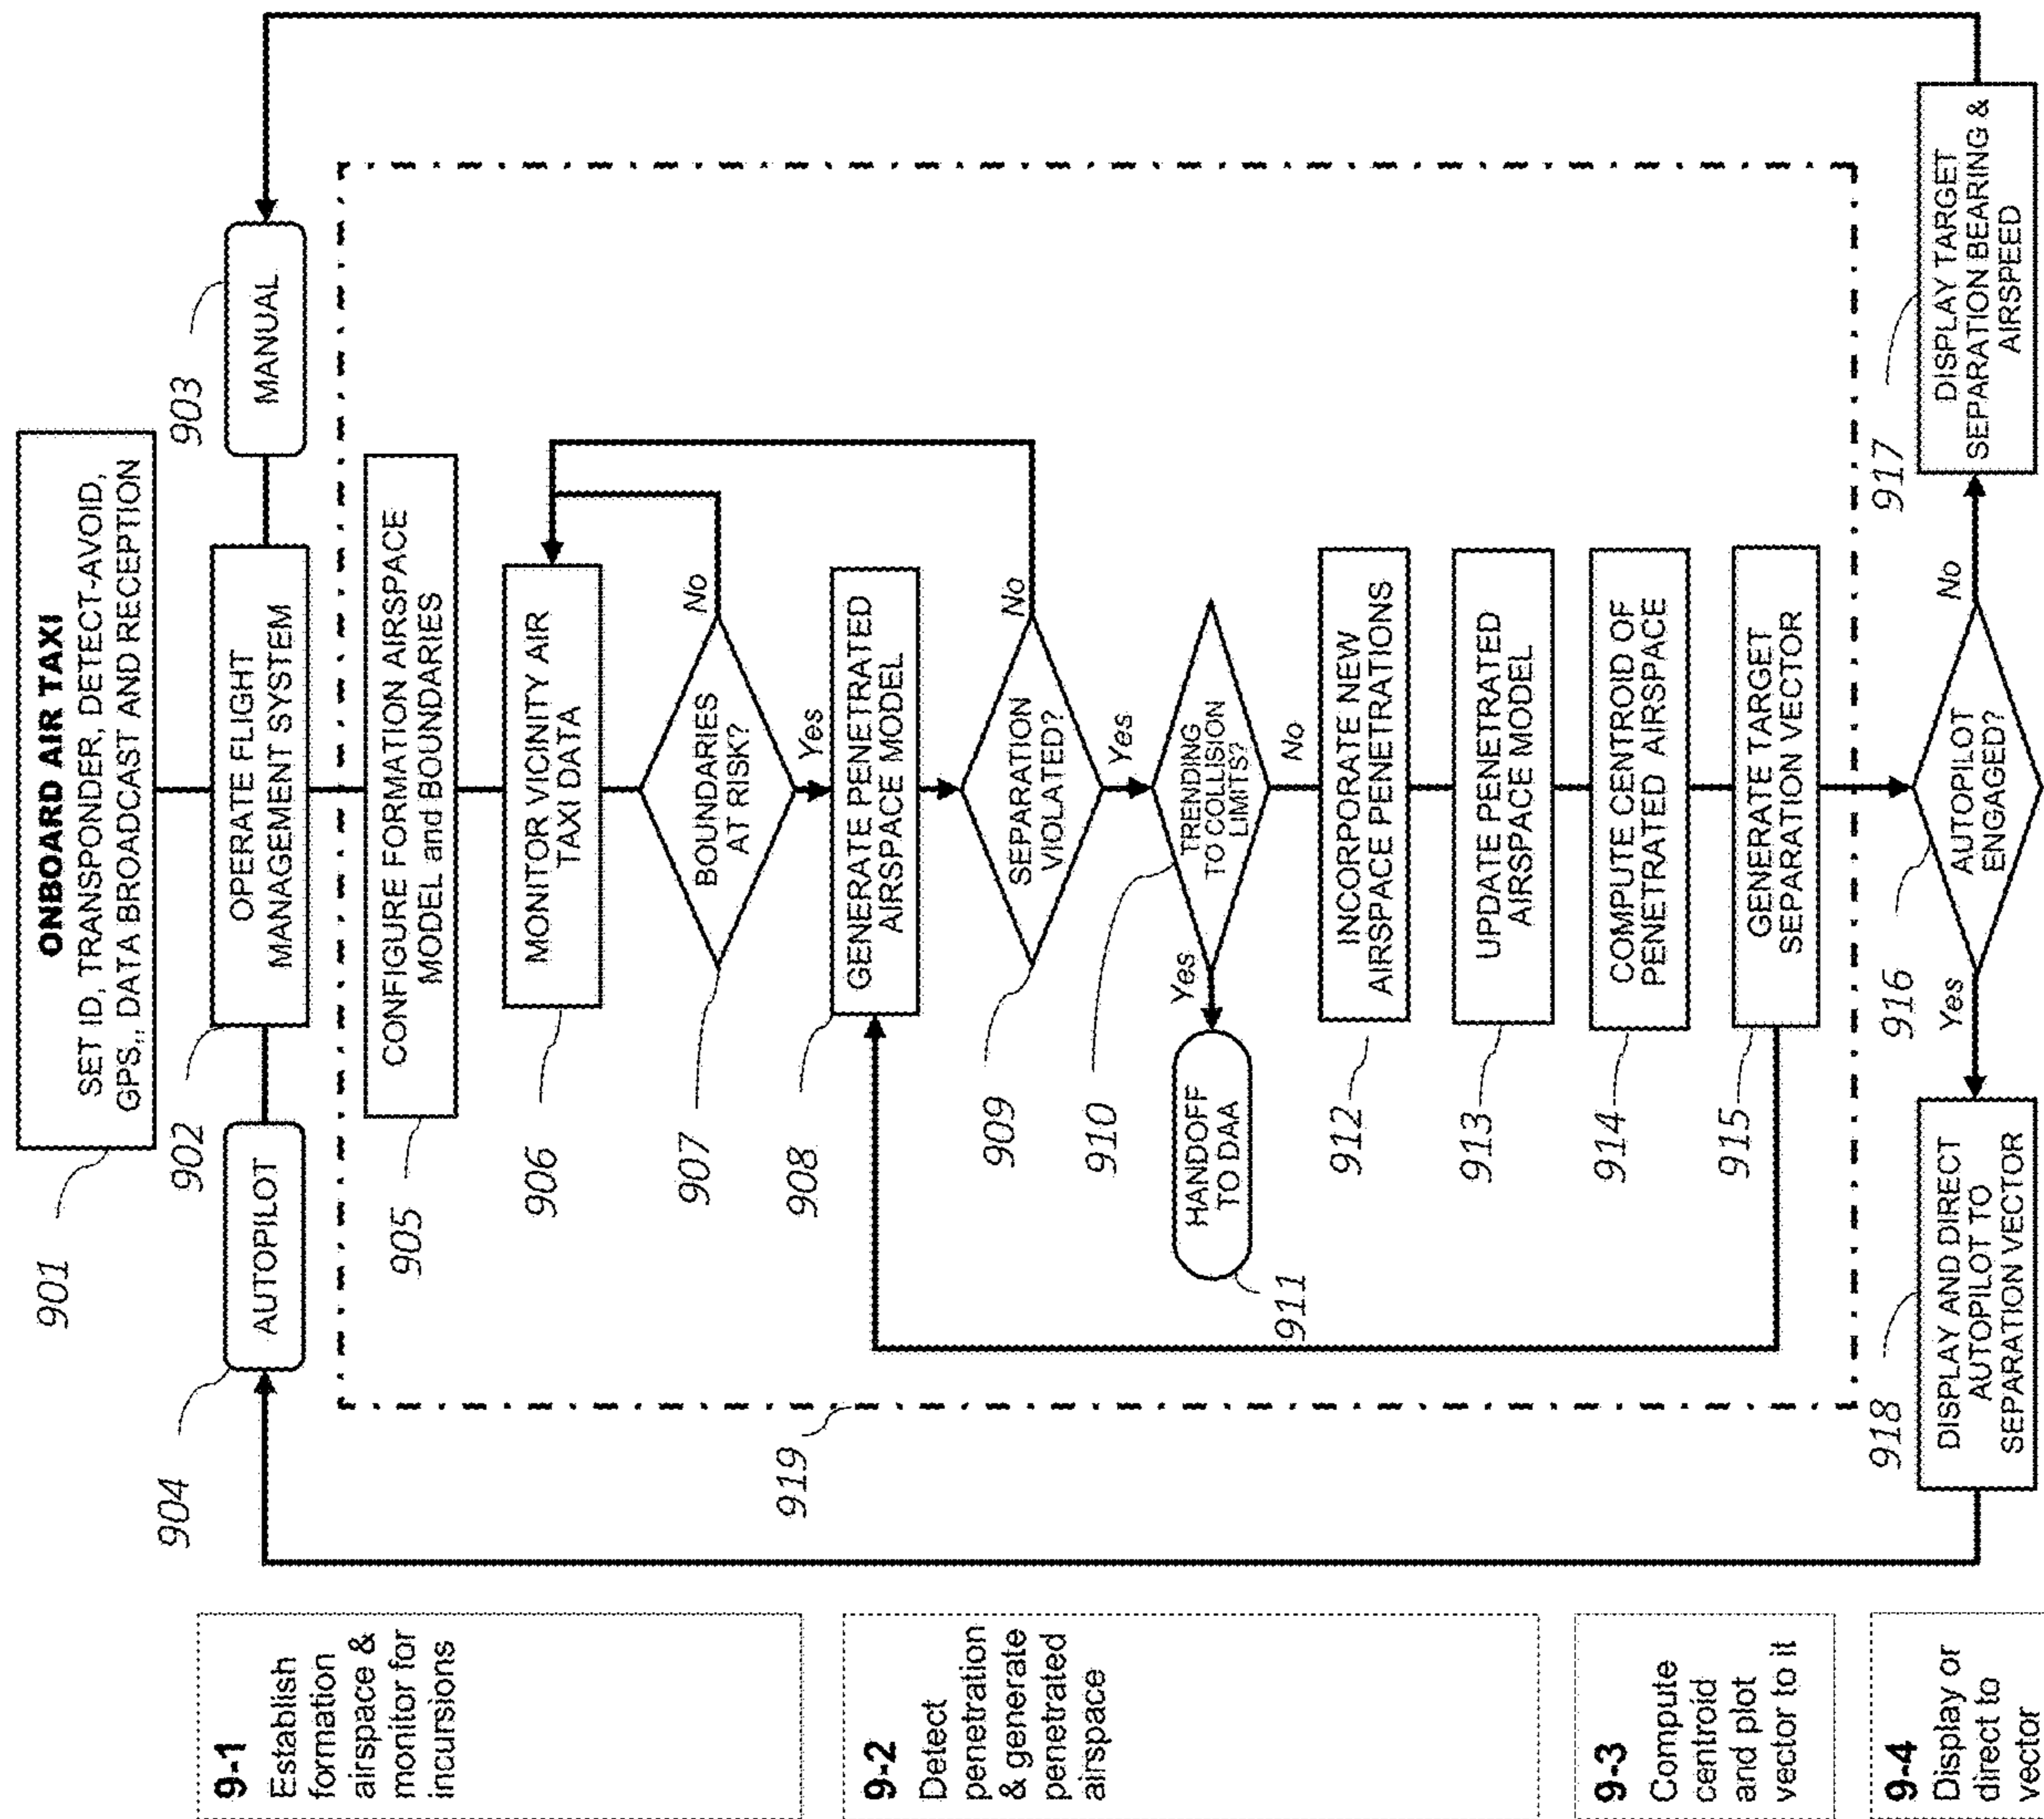 ONBOARD AIR TAXI
SET ID, TRANSPONDER, DETECT-AVOID,
GPS,, DATA BROADCAST AND RECEPTION
901
AUTOPILOT
904
OPERATE FLIGHT
MANAGEMENT SYSTEM
902
MANUAL
903
CONFIGURE FORMATION AIRSPACE
MODEL and BOUNDARIES
905
MONITOR VICINITY AIR
TAXI DATA
906
BOUNDARIES
AT RISK?
907
No
Yes
GENERATE PENETRATED
AIRSPACE MODEL
908
SEPARATION
VIOLATED?
909
No
Yes
TRENDING
TO COLLISION
LIMITS?
910
Yes
No
HANDOFF
TO DAA
911
INCORPORATE NEW
AIRSPACE PENETRATIONS
912
UPDATE PENETRATED
AIRSPACE MODEL
913
COMPUTE CENTROID OF
PENETRATED AIRSPACE
914
GENERATE TARGET
SEPARATION VECTOR
915
919
AUTOPILOT
ENGAGED?
916
Yes
No
DISPLAY AND DIRECT
AUTOPILOT TO
SEPARATION VECTOR
918
DISPLAY TARGET
SEPARATION BEARING &
AIRSPEED
917
9-1
Establish
formation
airspace &
monitor for
incursions
9-2
Detect
penetration
& generate
penetrated
airspace
9-3
Compute
centroid
and plot
vector to it
9-4
Display or
direct to
vector